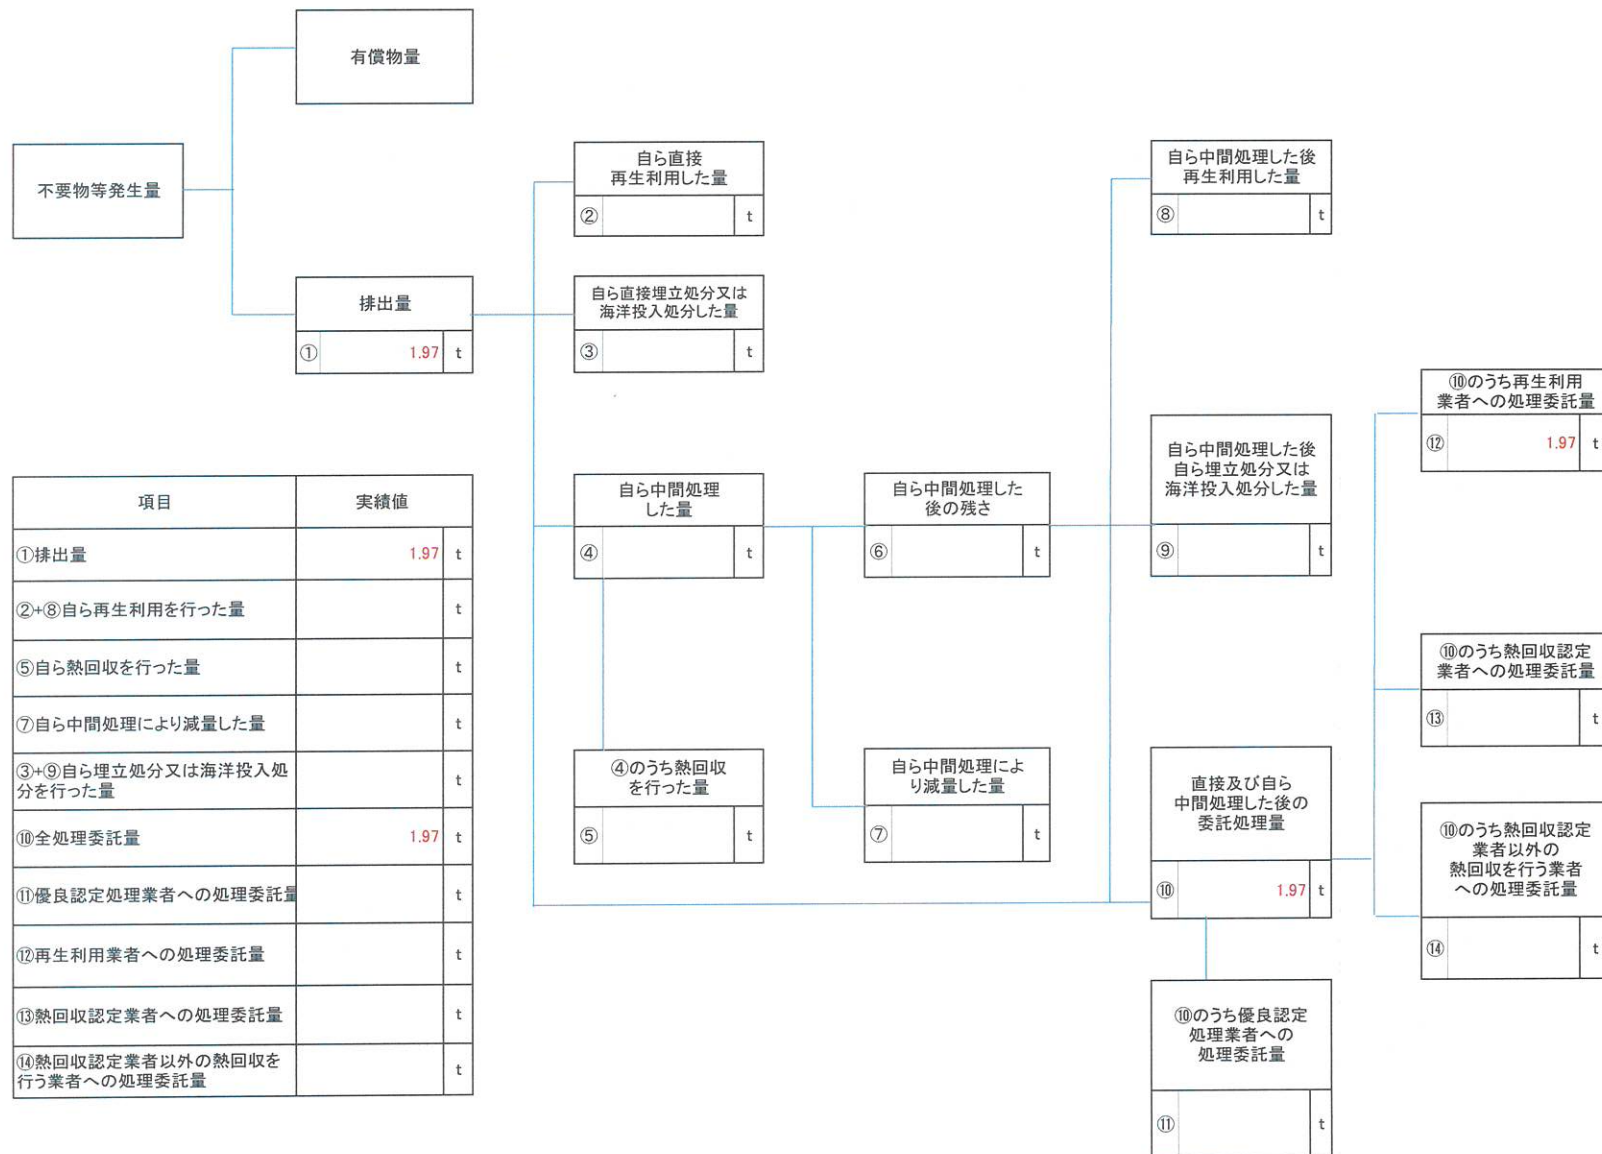 有償物量
不要物等発生量
排出量
① 1.97 t
自ら直接
再生利用した量
② t
自ら直接埋立処分又は
海洋投入処分した量
③ t
自ら中間処理
した量
④ t
④のうち熱回収
を行った量
⑤ t
自ら中間処理した
後の残さ
⑥ t
自ら中間処理によ
り減量した量
⑦ t
自ら中間処理した後
再生利用した量
⑧ t
自ら中間処理した後
自ら埋立処分又は
海洋投入処分した量
⑨ t
直接及び自ら
中間処理した後の
委託処理量
⑩ 1.97 t
⑩のうち優良認定
処理業者への
処理委託量
⑪ t
⑩のうち再生利用
業者への処理委託量
⑫ 1.97 t
⑩のうち熱回収認定
業者への処理委託量
⑬ t
⑩のうち熱回収認定
業者以外の
熱回収を行う業者
への処理委託量
⑭ t
項目 実績値
①排出量 1.97 t
②+⑧自ら再生利用を行った量 t
⑤自ら熱回収を行った量 t
⑦自ら中間処理により減量した量 t
③+⑨自ら埋立処分又は海洋投入処
分を行った量 t
⑩全処理委託量 1.97 t
⑪優良認定処理業者への処理委託量 t
⑫再生利用業者への処理委託量 t
⑬熱回収認定業者への処理委託量 t
⑭熱回収認定業者以外の熱回収を
行う業者への処理委託量 t